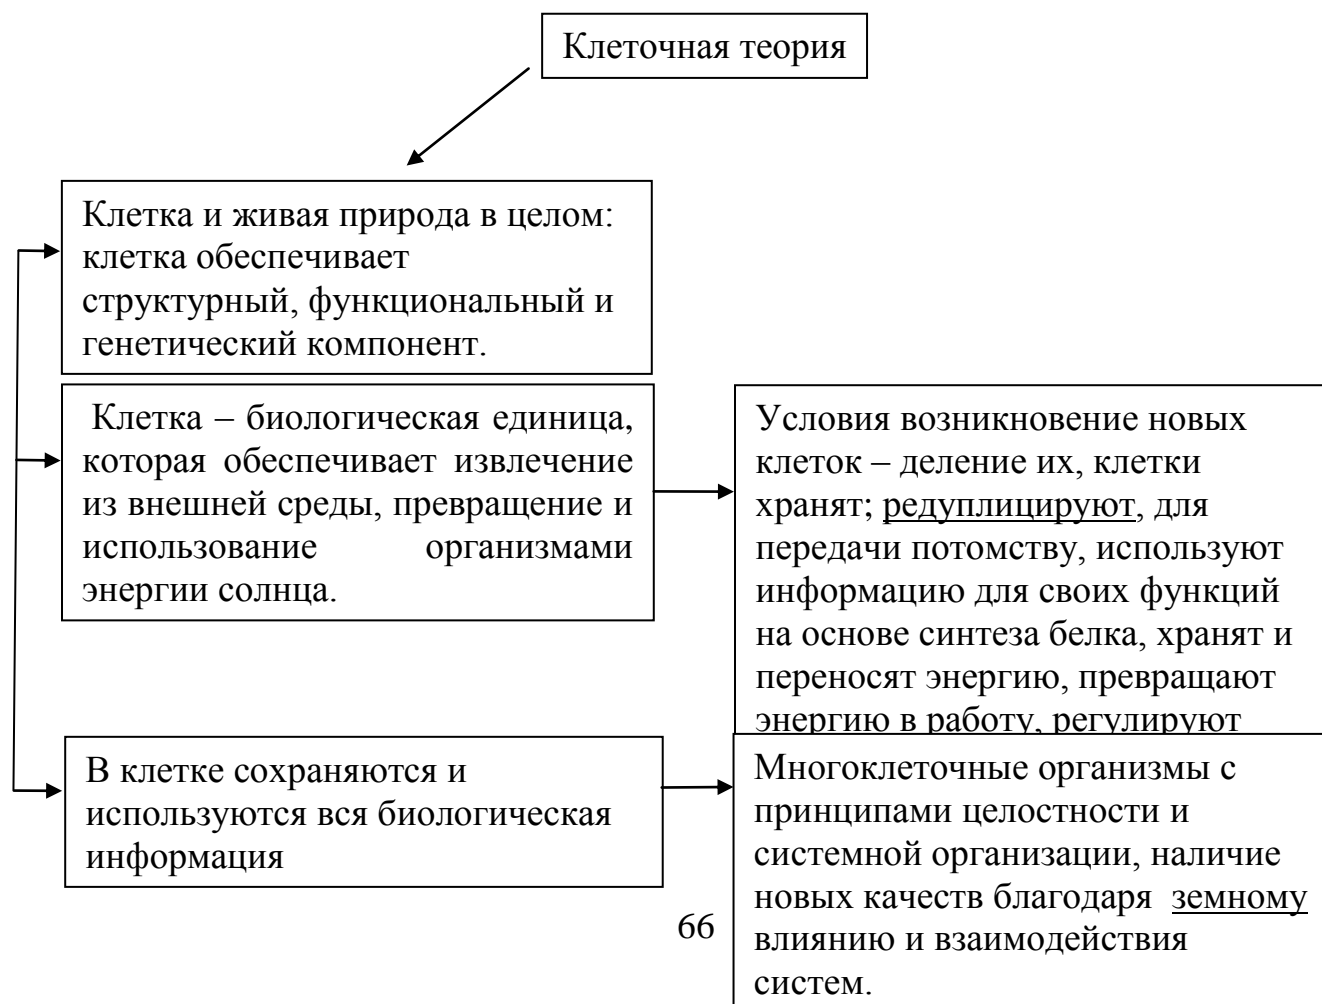 Клеточная теория
Клетка и живая природа в целом:
клетка обеспечивает
структурный, функциональный и
генетический компонент.
Клетка – биологическая единица,
которая обеспечивает извлечение
из внешней среды, превращение и
использование организмами
энергии солнца.
Условия возникновение новых
клеток – деление их, клетки
хранят; редуплицируют, для
передачи потомству, используют
информацию для своих функций
на основе синтеза белка, хранят и
переносят энергию, превращают
энергию в работу, регулируют
В клетке сохраняются и
используются вся биологическая
информация
Многоклеточные организмы с
принципами целостности и
системной организации, наличие
новых качеств благодаря земному
влиянию и взаимодействия
систем.
66